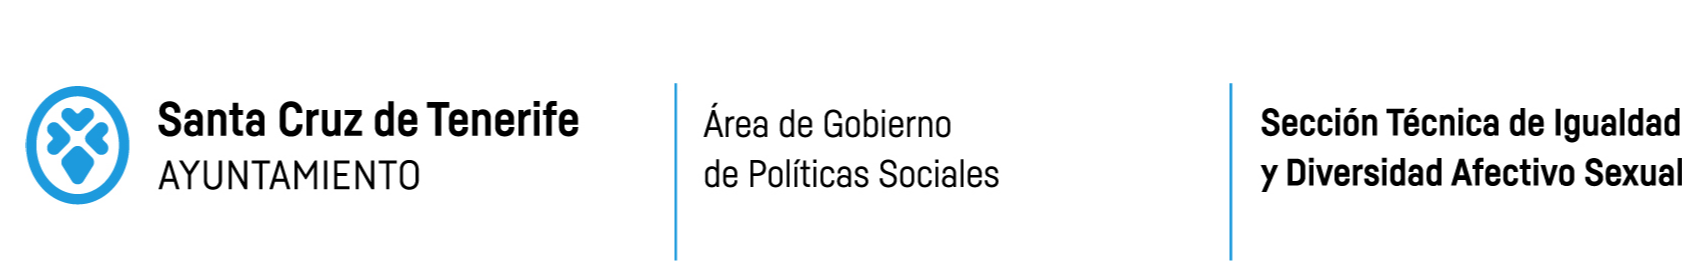 Santa Cruz de Tenerife
AYUNTAMIENTO
Área de Gobierno
de Políticas Sociales
Sección Técnica de Igualdad
y Diversidad Afectivo Sexual